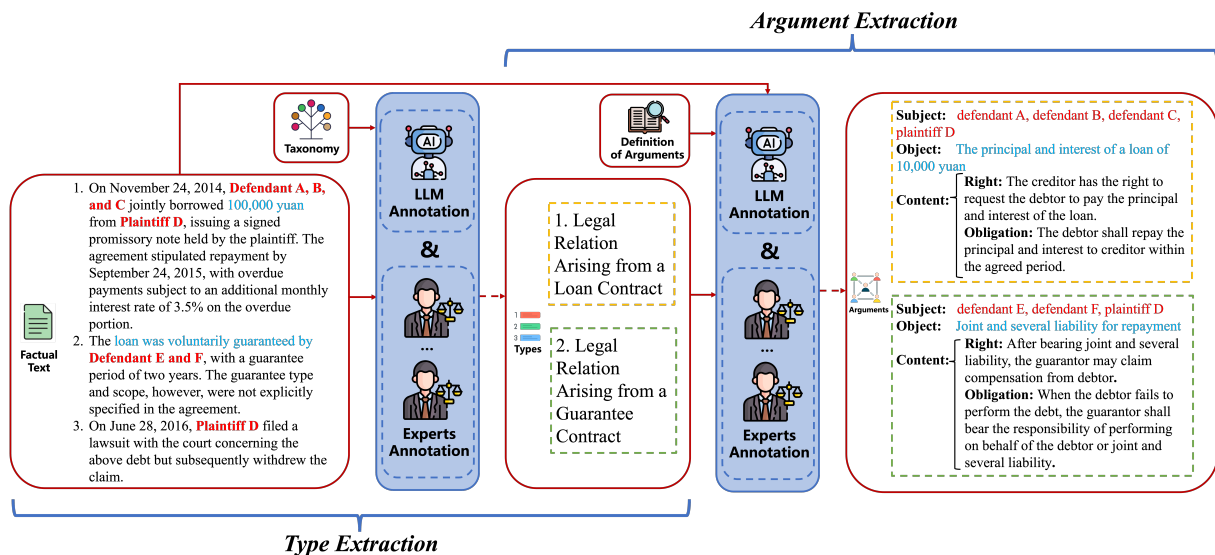 Argument Extraction
Taxonomy
AI
LLM
Annotation
&
Experts
Annotation
Definition
of Arguments
AI
LLM
Annotation
&
Experts
Annotation
Factual
Text
1. On November 24, 2014, Defendant A, B,
and C jointly borrowed 100,000 yuan
from Plaintiff D, issuing a signed
promissory note held by the plaintiff. The
agreement stipulated repayment by
September 24, 2015, with overdue
payments subject to an additional monthly
interest rate of 3.5% on the overdue
portion.
2. The loan was voluntarily guaranteed by
Defendant E and F, with a guarantee
period of two years. The guarantee type
and scope, however, were not explicitly
specified in the agreement.
3. On June 28, 2016, Plaintiff D filed a
lawsuit with the court concerning the
above debt but subsequently withdrew the
claim.
1
2
3
Types
1. Legal
Relation
Arising from a
Loan Contract
2. Legal
Relation
Arising from a
Guarantee
Contract
Arguments
Subject: defendant A, defendant B, defendant C,
plaintiff D
Object: The principal and interest of a loan of
10,000 yuan
Content:
Right: The creditor has the right to
request the debtor to pay the principal
and interest of the loan.
Obligation: The debtor shall repay the
principal and interest to creditor within
the agreed period.
Subject: defendant E, defendant F, plaintiff D
Object: Joint and several liability for repayment
Content:
Right: After bearing joint and several
liability, the guarantor may claim
compensation from debtor.
Obligation: When the debtor fails to
perform the debt, the guarantor shall
bear the responsibility of performing
on behalf of the debtor or joint and
several liability.
Type Extraction